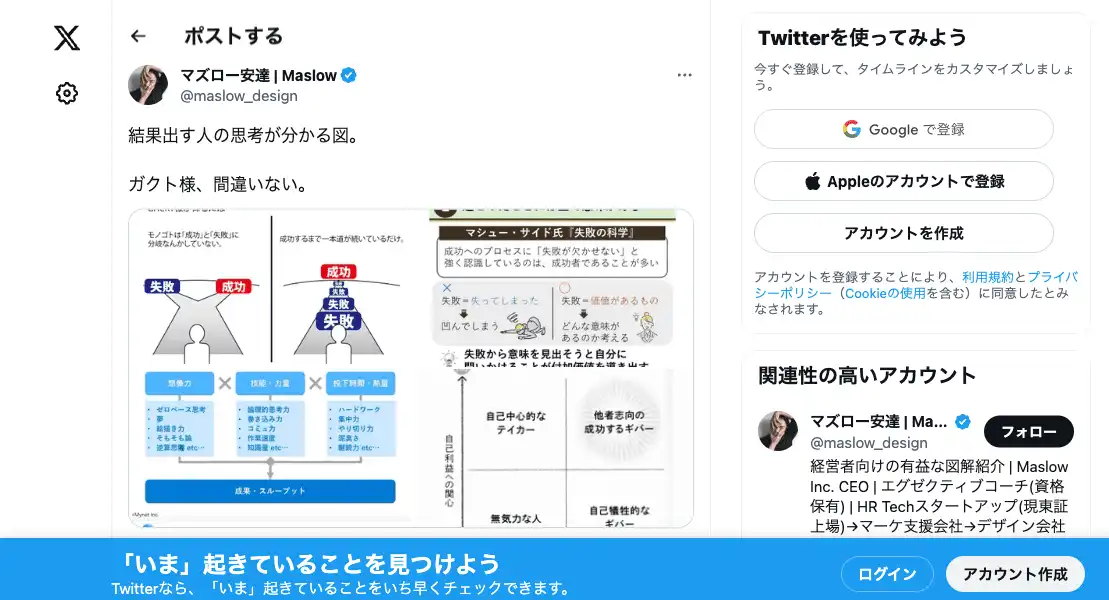 ポストする
マズロー安達 | Maslow
@maslow_design
結果出す人の思考が分かる図。
ガクト様、間違いない。
モノゴトは「成功」と「失敗」に
分岐なんかしていない。
成功するまで一本道が続いているだけ。
失敗
成功
成功
失敗
失敗
失敗
想像力
技能・力量
投下時間・熱量
・ ゼロベース思考
・ 夢
・ 絵描き力
・ そもそも論
・ 逆算思考 etc…
・ 論理的思考力
・ 巻き込み力
・ コミュ力
・ 作業速度
・ 知識量 etc…
・ ハードワーク
・ 集中力
・ やり切り力
・ 泥臭さ
・ 継続力 etc…
成果・スループット
マシュー・サイド氏『失敗の科学』
成功へのプロセスに「失敗が欠かせない」と
強く認識しているのは、成功者であることが多い
失敗＝失ってしまった
凹んでしまう
失敗＝価値があるもの
どんな意味が
あるのか考える
失敗から意味を見出そうと自分に
問いかけることが付加価値を導き出す
自己利益への関心
自己中心的な
テイカー
他者志向の
成功するギバー
無気力な人
自己犠牲的な
ギバー
Twitterを使ってみよう
今すぐ登録して、タイムラインをカスタマイズしましょ
う。
Google で登録
Appleのアカウントで登録
アカウントを作成
アカウントを登録することにより、利用規約とプライバ
シーポリシー（Cookieの使用を含む）に同意したとみ
なされます。
関連性の高いアカウント
マズロー安達 | Ma...
@maslow_design
フォロー
経営者向けの有益な図解紹介 | Maslow
Inc. CEO | エグゼクティブコーチ(資格
保有) | HR Techスタートアップ(現東証
上場)→マーケ支援会社→デザイン会社
「いま」起きていることを見つけよう
Twitterなら、「いま」起きていることをいち早くチェックできます。
ログイン
アカウント作成